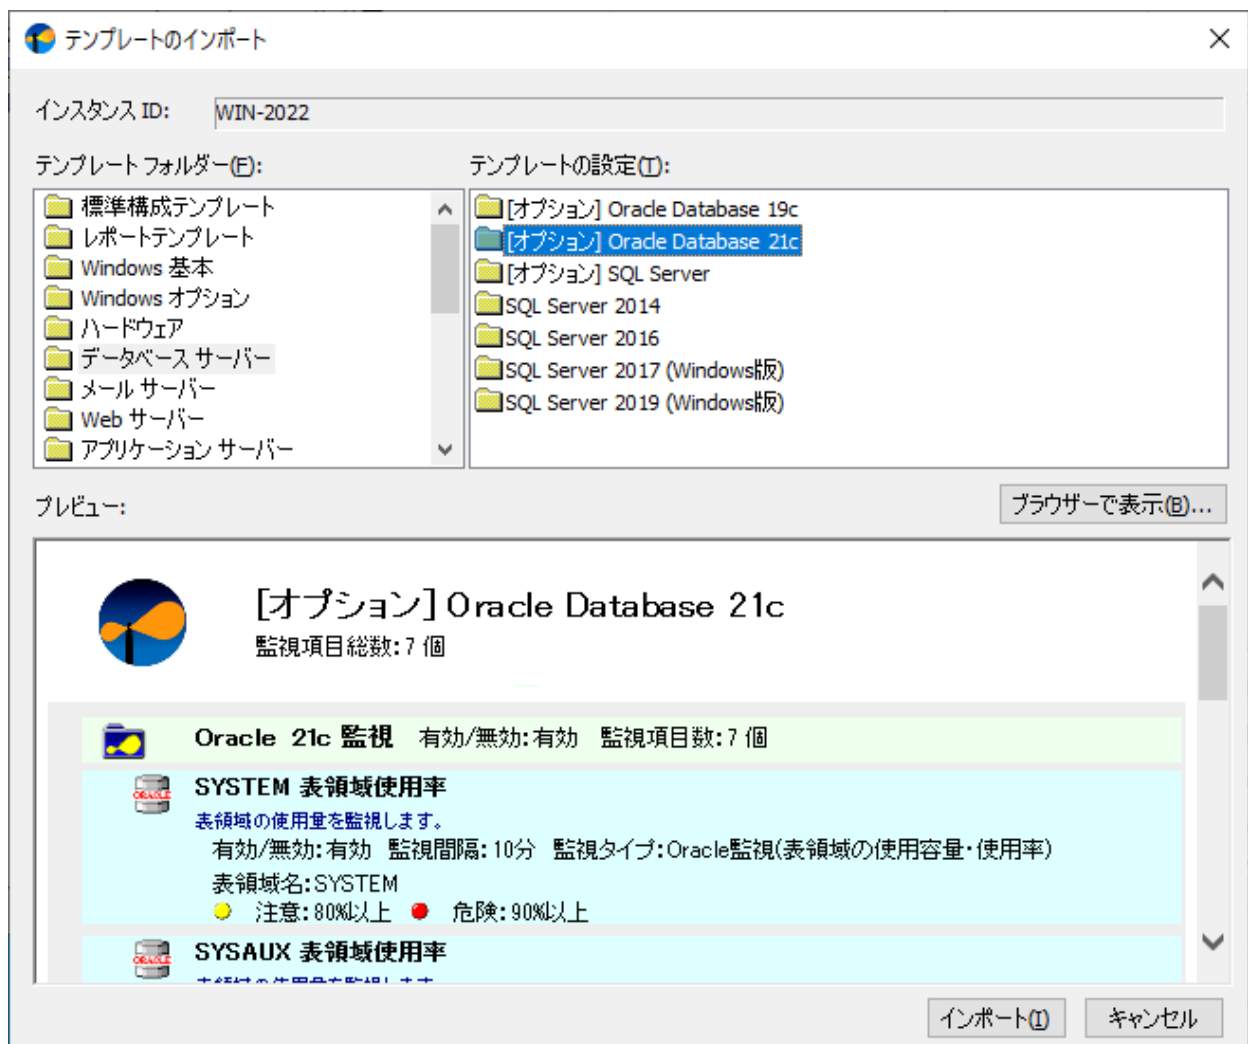 テンプレートのインポート
インスタンス ID: WIN-2022
テンプレート フォルダー(F):
標準構成テンプレート
レポートテンプレート
Windows 基本
Windows オプション
ハードウェア
データベース サーバー
メール サーバー
Web サーバー
アプリケーション サーバー
テンプレートの設定(T):
[オプション] Oracle Database 19c
[オプション] Oracle Database 21c
[オプション] SQL Server
SQL Server 2014
SQL Server 2016
SQL Server 2017 (Windows版)
SQL Server 2019 (Windows版)
プレビュー:
ブラウザーで表示(B)...
[オプション] Oracle Database 21c
監視項目総数:7 個
Oracle 21c 監視 有効/無効:有効 監視項目数:7 個
ORACLE
SYSTEM 表領域使用率
表領域の使用量を監視します。
有効/無効:有効 監視間隔:10分 監視タイプ:Oracle監視(表領域の使用容量・使用率)
表領域名:SYSTEM
注意:80%以上 危険:90%以上
ORACLE
SYSAUX 表領域使用率
表領域の使用量を監視します。
インポート(I)
キャンセル